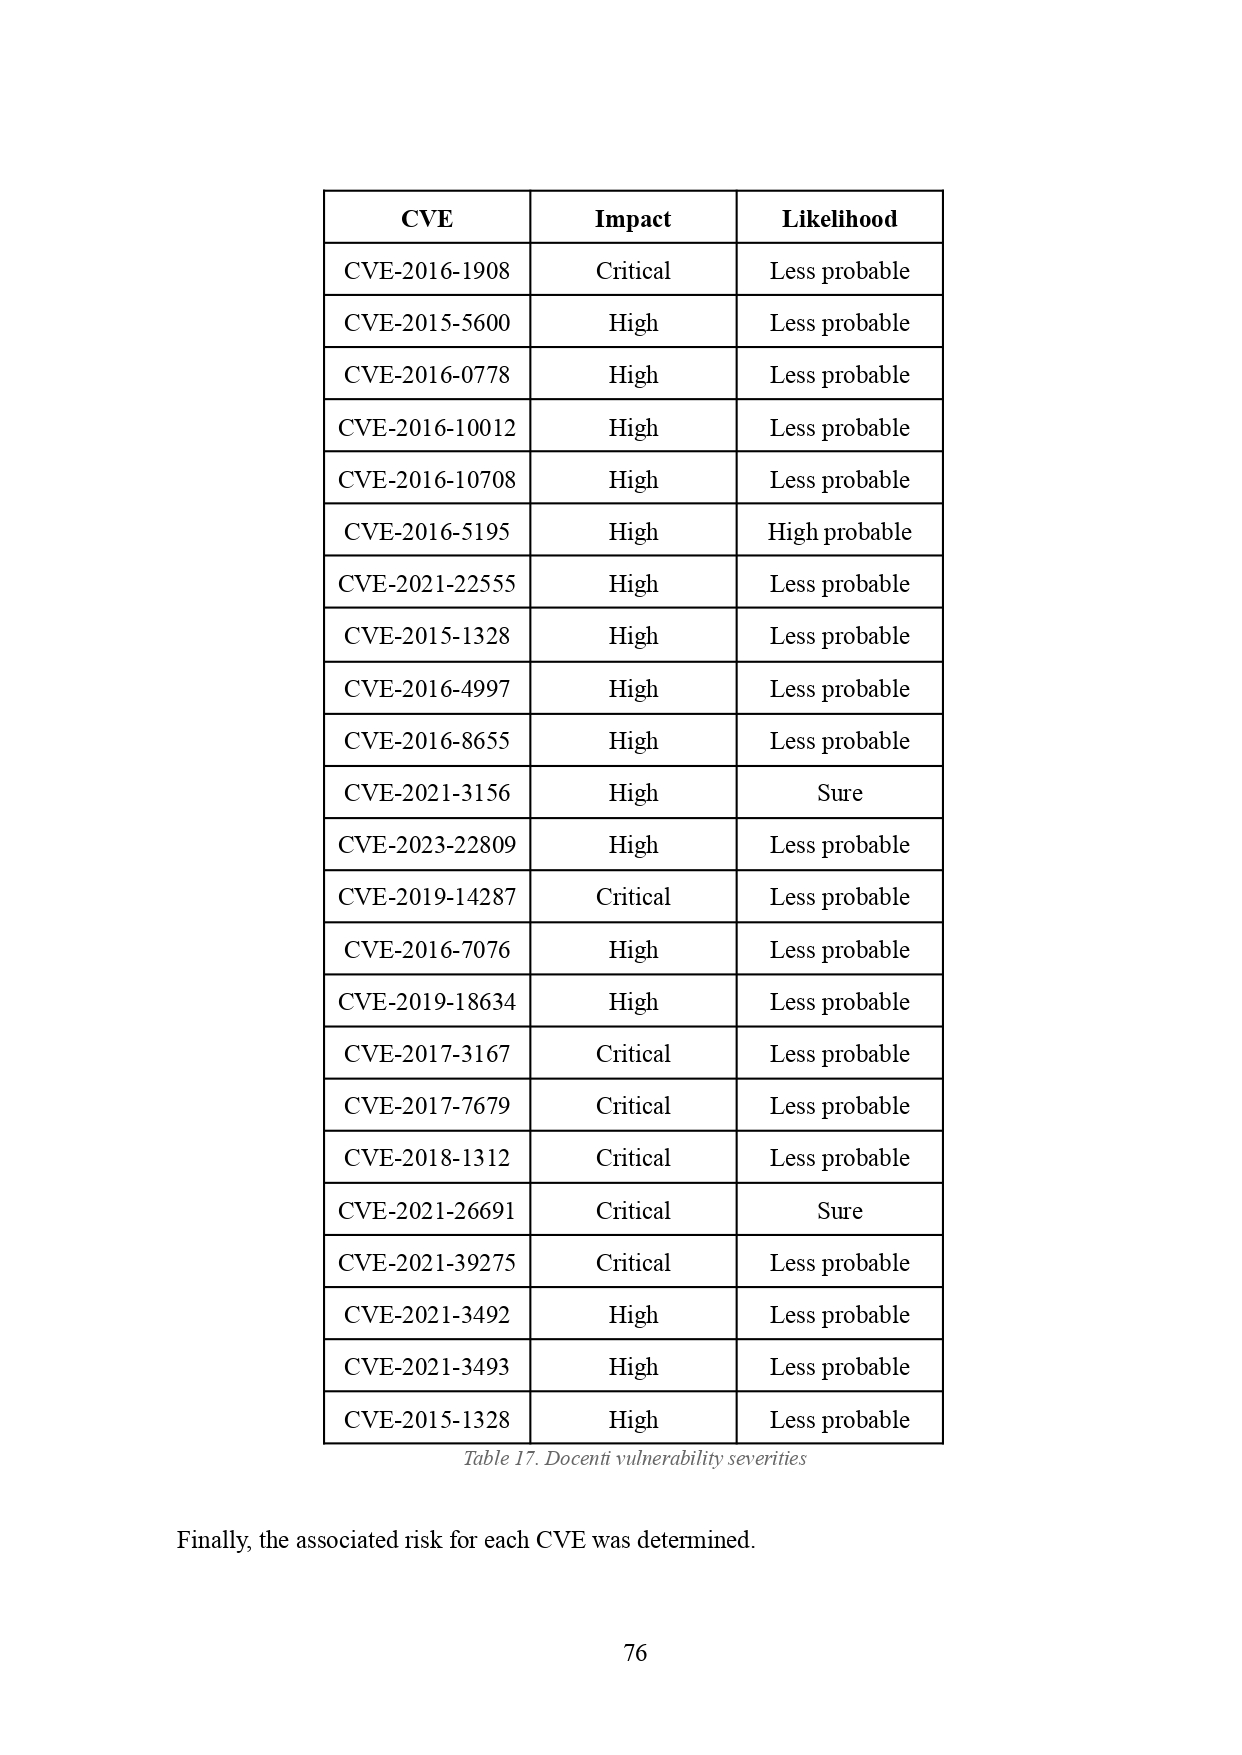 CVE Impact Likelihood
CVE-2016-1908 Critical Less probable
CVE-2015-5600 High Less probable
CVE-2016-0778 High Less probable
CVE-2016-10012 High Less probable
CVE-2016-10708 High Less probable
CVE-2016-5195 High High probable
CVE-2021-22555 High Less probable
CVE-2015-1328 High Less probable
CVE-2016-4997 High Less probable
CVE-2016-8655 High Less probable
CVE-2021-3156 High Sure
CVE-2023-22809 High Less probable
CVE-2019-14287 Critical Less probable
CVE-2016-7076 High Less probable
CVE-2019-18634 High Less probable
CVE-2017-3167 Critical Less probable
CVE-2017-7679 Critical Less probable
CVE-2018-1312 Critical Less probable
CVE-2021-26691 Critical Sure
CVE-2021-39275 Critical Less probable
CVE-2021-3492 High Less probable
CVE-2021-3493 High Less probable
CVE-2015-1328 High Less probable
Table 17. Docenti vulnerability severities
Finally, the associated risk for each CVE was determined.
76